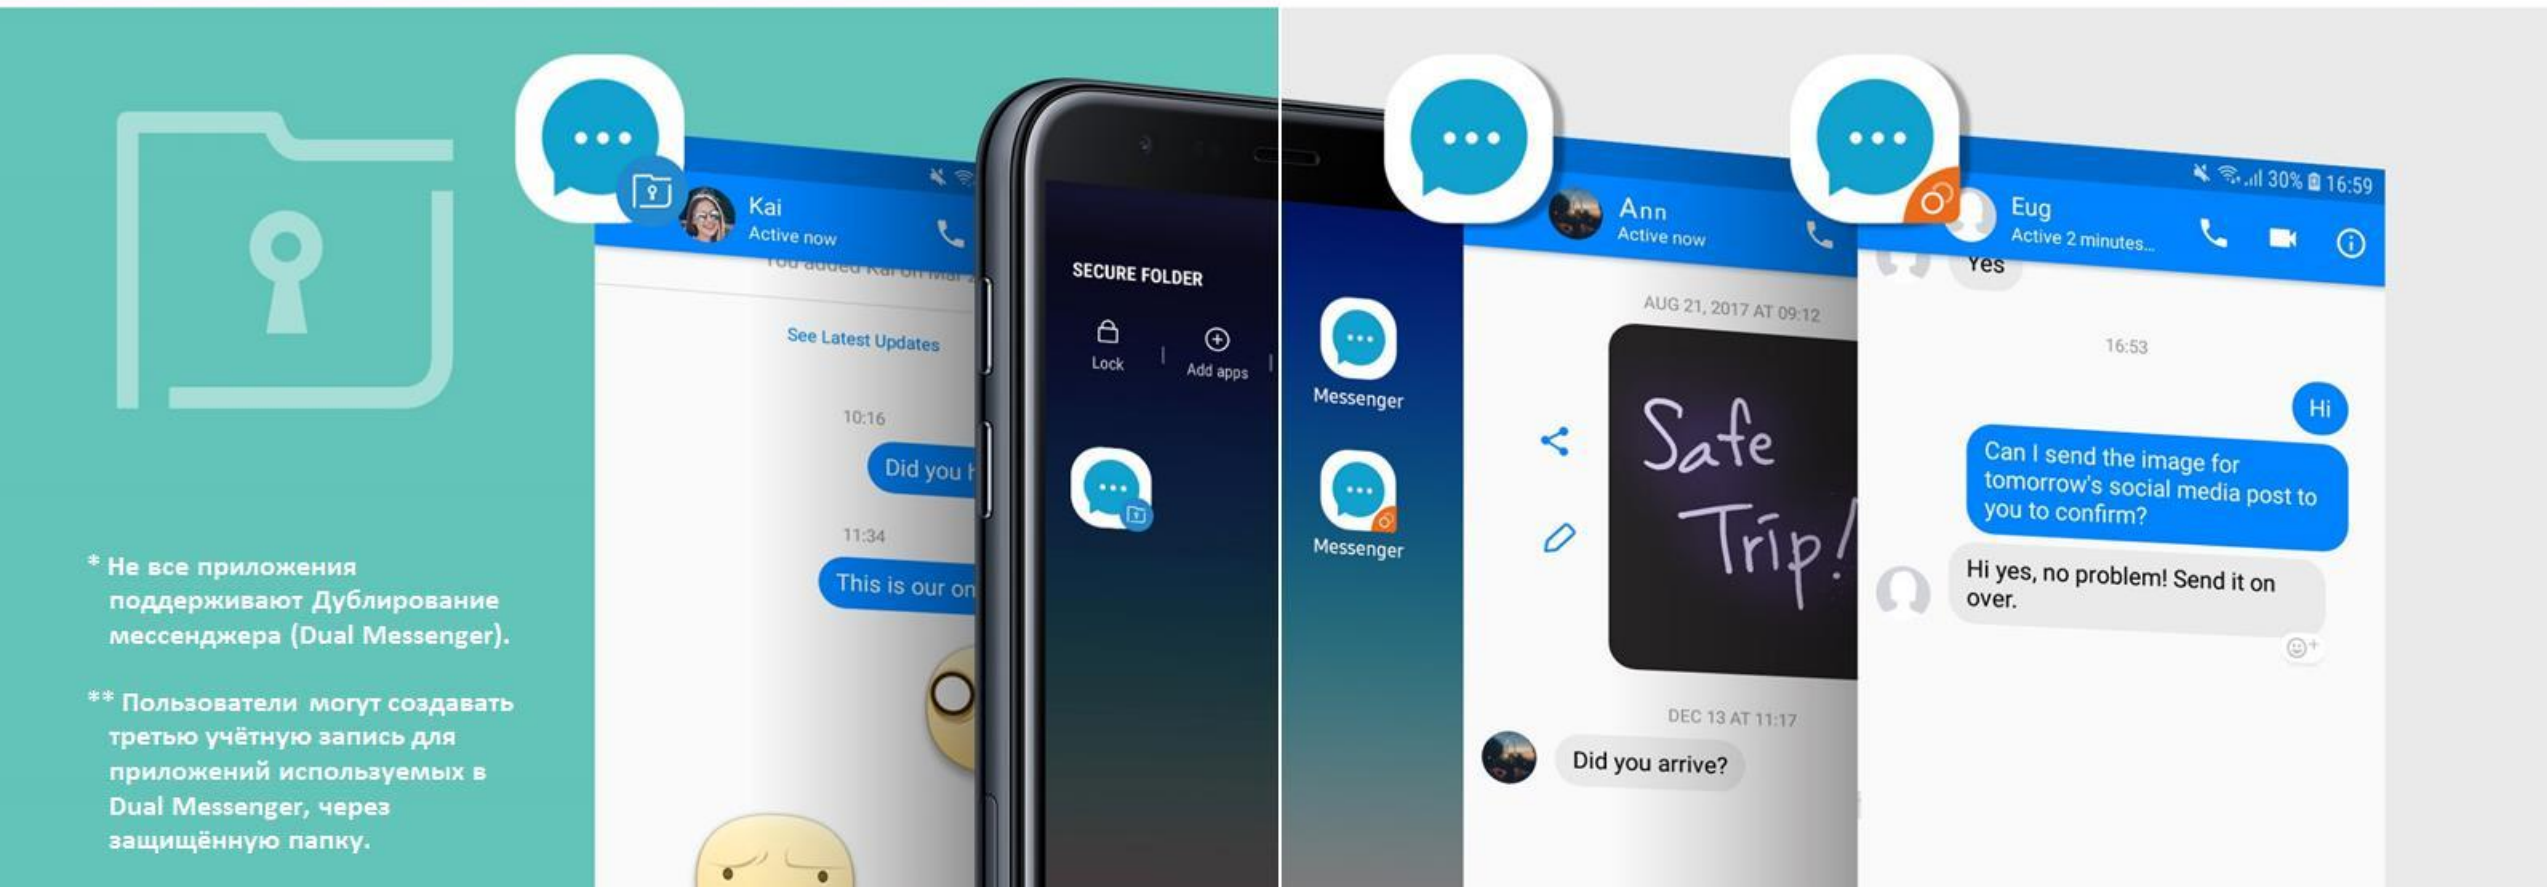 * Не все приложения
поддерживают Дублирование
мессенджера (Dual Messenger).
** Пользователи могут создавать
третью учётную запись для
приложений используемых в
Dual Messenger, через
защищённую папку.
Kai
Active now
You added Kai on Mar
See Latest Updates
10:16
Did you
11:34
This is our
SECURE FOLDER
Lock
Add apps
Messenger
Messenger
Ann
Active now
AUG 21, 2017 AT 09:12
Safe
Trip!
DEC 13 AT 11:17
Did you arrive?
30% 16:59
Eug
Active 2 minutes...
Yes
16:53
Hi
Can I send the image for
tomorrow's social media post to
you to confirm?
Hi yes, no problem! Send it on
over.